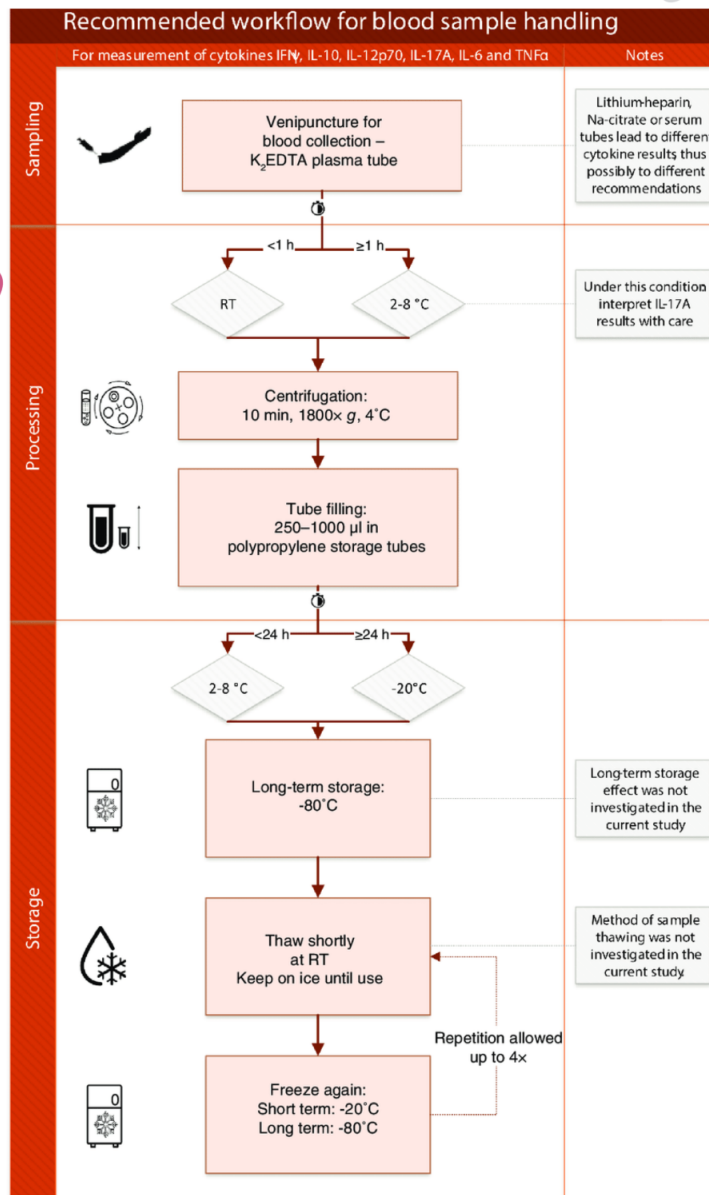 Recommended workflow for blood sample handling
For measurement of cytokines IFNγ, IL-10, IL-12p70, IL-17A, IL-6 and TNFα
Notes
Sampling
Venipuncture for
blood collection –
K₂EDTA plasma tube
Lithium-heparin,
Na-citrate or serum
tubes lead to different
cytokine results, thus
possibly to different
recommendations
<1 h
≥1 h
Processing
RT
2-8 °C
Under this condition
interpret IL-17A
results with care
Centrifugation:
10 min, 1800× g, 4°C
Tube filling:
250–1000 µl in
polypropylene storage tubes
<24 h
≥24 h
Storage
2-8 °C
-20°C
Long-term storage:
-80°C
Long-term storage
effect was not
investigated in the
current study
Thaw shortly
at RT
Keep on ice until use
Method of sample
thawing was not
investigated in the
current study.
Repetition allowed
up to 4×
Freeze again:
Short term: -20°C
Long term: -80°C